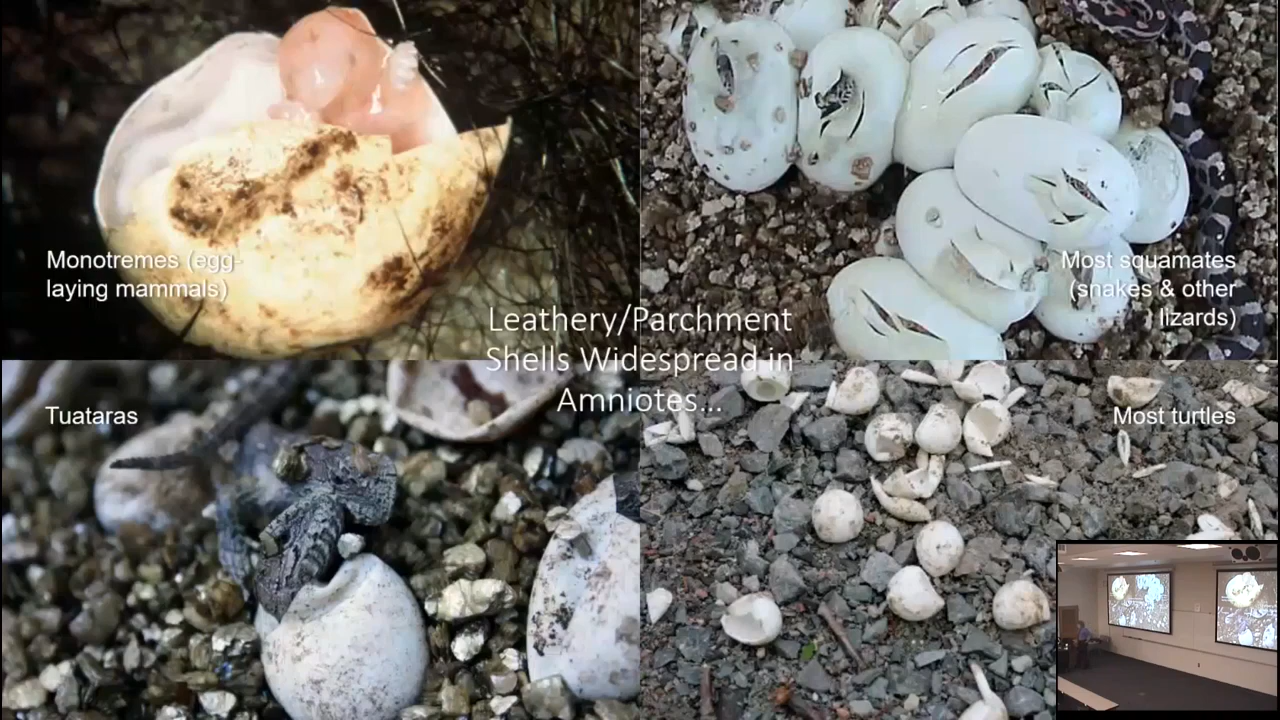 Monotremes (egg-
laying mammals)
Most squamates
(snakes & other
lizards)
Leathery/Parchment
Shells Widespread in
Amniotes...
Tuataras
Most turtles